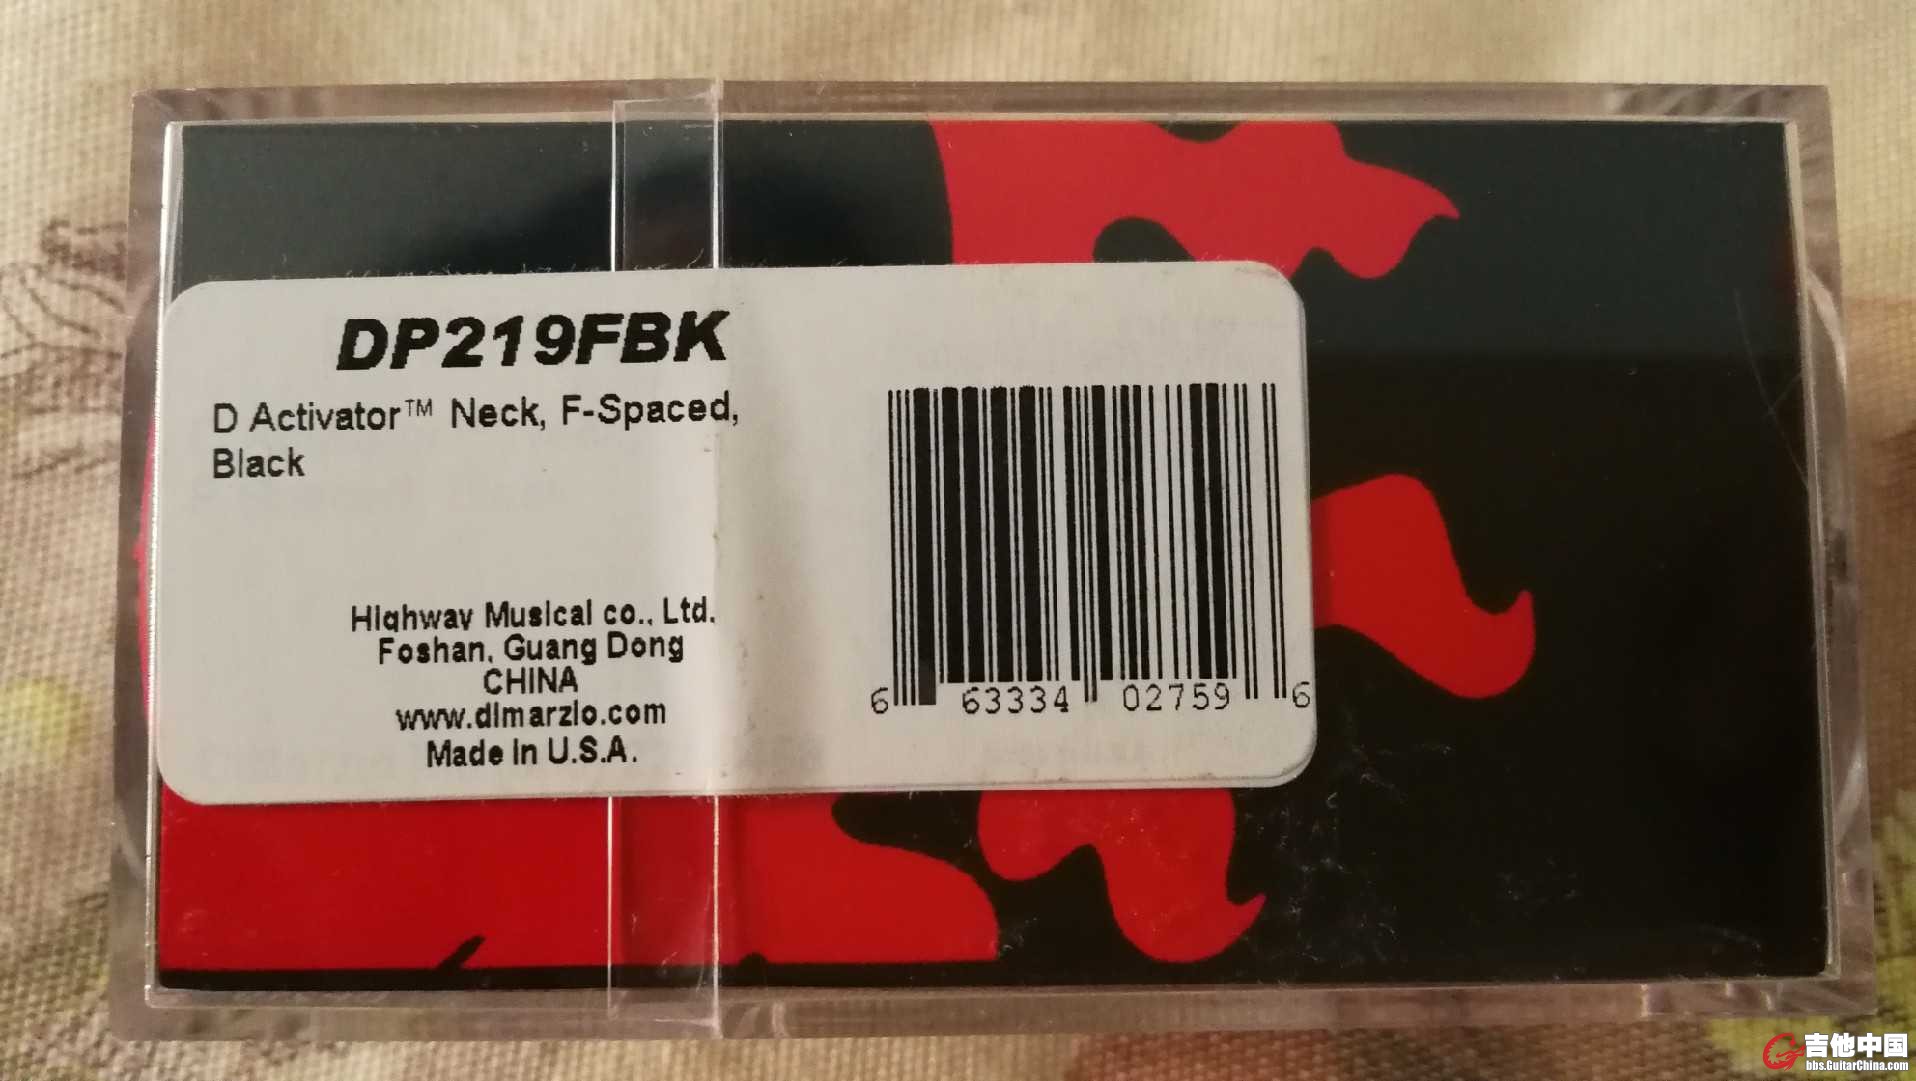 DP219FBK
D Activator™ Neck, F-Spaced,
Black
Highway Musical co., Ltd.
Foshan, Guang Dong
CHINA
www.dimarzio.com
Made in U.S.A.
6 63334 02759 6
吉他中国
bbs.GuitarChina.com